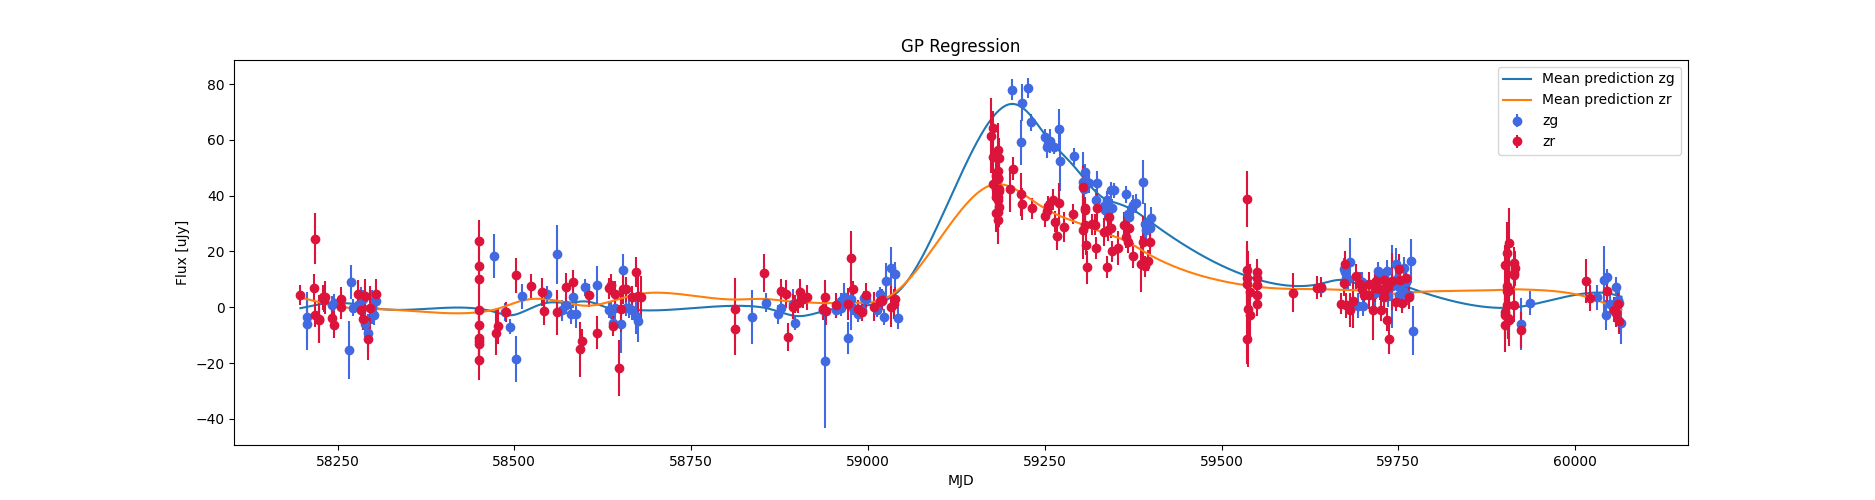 GP Regression
Flux [uJy]
80
60
40
20
0
−20
−40
58250
58500
58750
59000
59250
59500
59750
60000
MJD
Mean prediction zg
Mean prediction zr
zg
zr